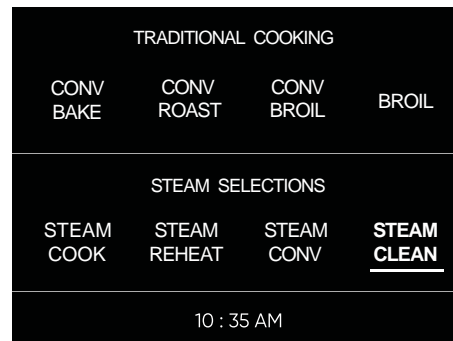 TRADITIONAL COOKING
CONV CONV CONV
BAKE ROAST BROIL BROIL
STEAM SELECTIONS
STEAM STEAM STEAM STEAM
COOK REHEAT CONV CLEAN
10 : 35 AM